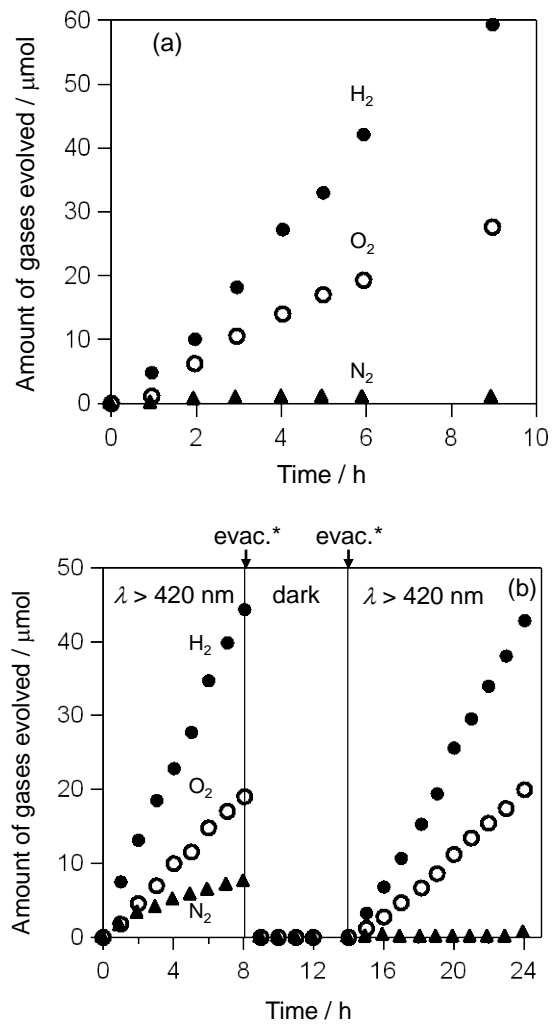 (a)
Amount of gases evolved / μmol
60
50
40
30
20
10
0
H₂
O₂
N₂
0 2 4 6 8 10
Time / h
evac.* evac.*
(b)
λ > 420 nm dark λ > 420 nm
Amount of gases evolved / μmol
50
40
30
20
10
0
H₂
O₂
N₂
0 4 8 12 16 20 24
Time / h